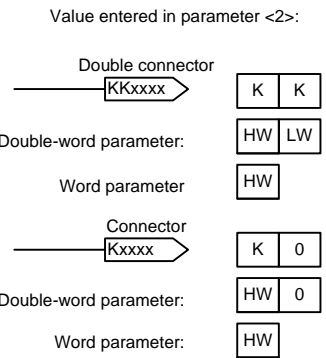 Value entered in parameter <2>:
Double connector
KKxxxx K K
Double-word parameter: HW LW
Word parameter HW
Connector
Kxxxx K 0
Double-word parameter: HW 0
Word parameter: HW